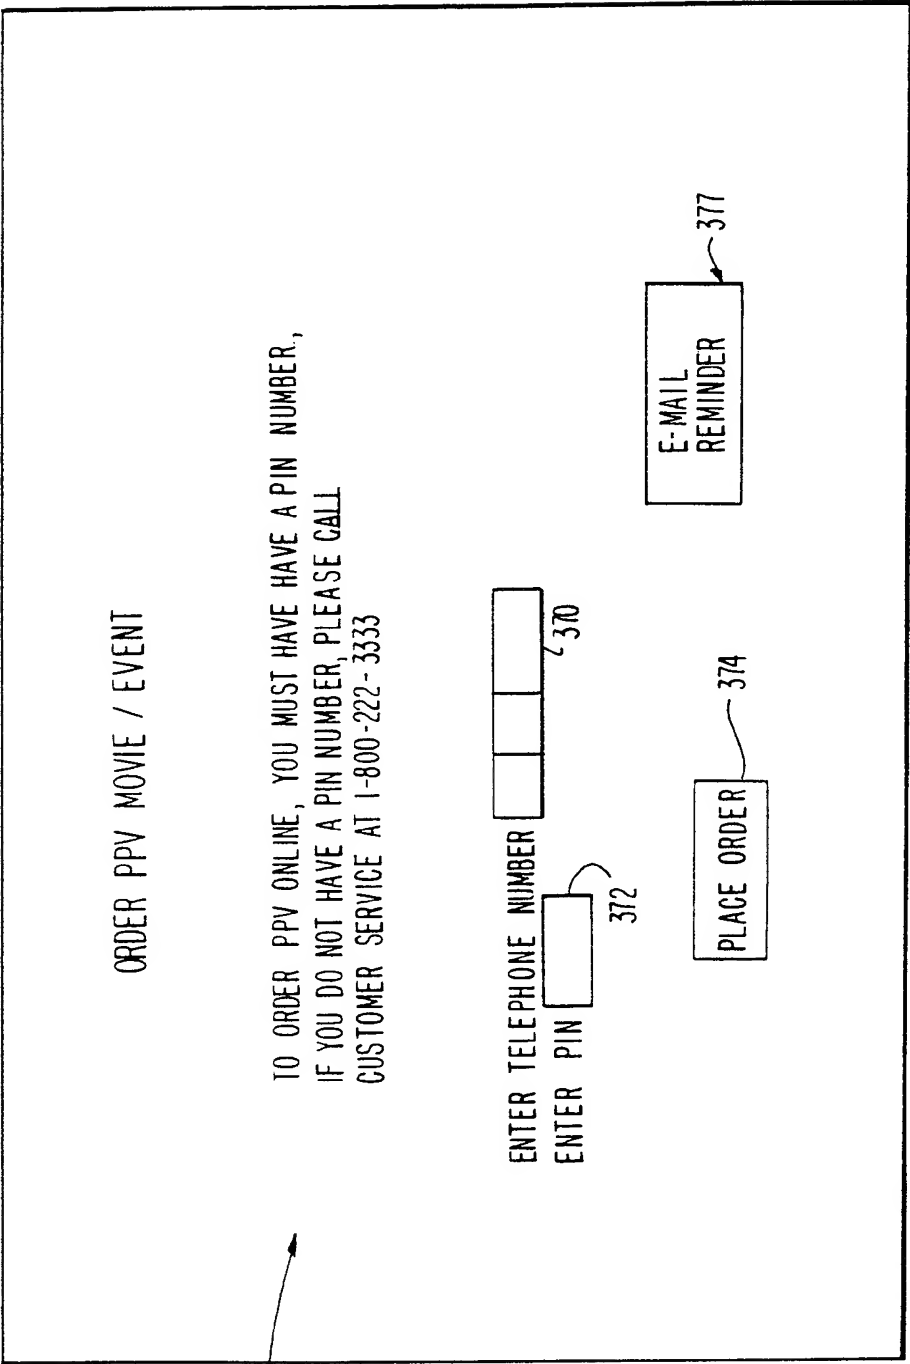 ORDER PPV MOVIE / EVENT
TO ORDER PPV ONLINE, YOU MUST HAVE HAVE A PIN NUMBER.,
IF YOU DO NOT HAVE A PIN NUMBER, PLEASE CALL
CUSTOMER SERVICE AT 1-800-222-3333
ENTER TELEPHONE NUMBER
370
ENTER PIN
372
PLACE ORDER
374
E-MAIL
REMINDER
377